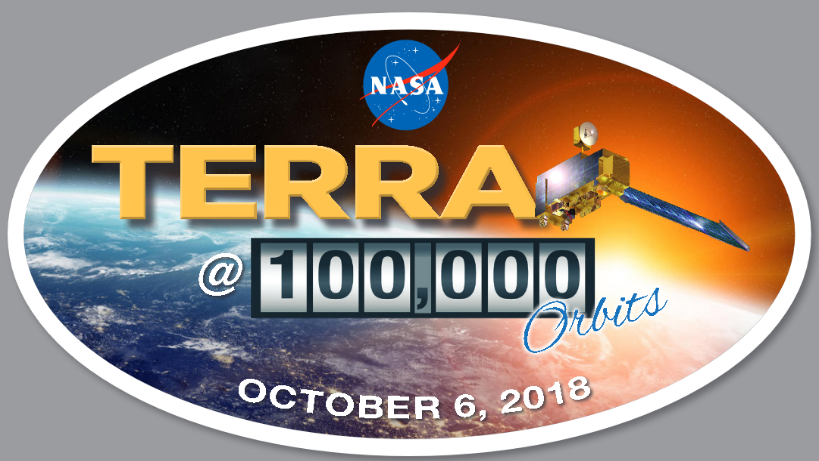 NASA
TERRA
@ 100,000
Orbits
OCTOBER 6, 2018